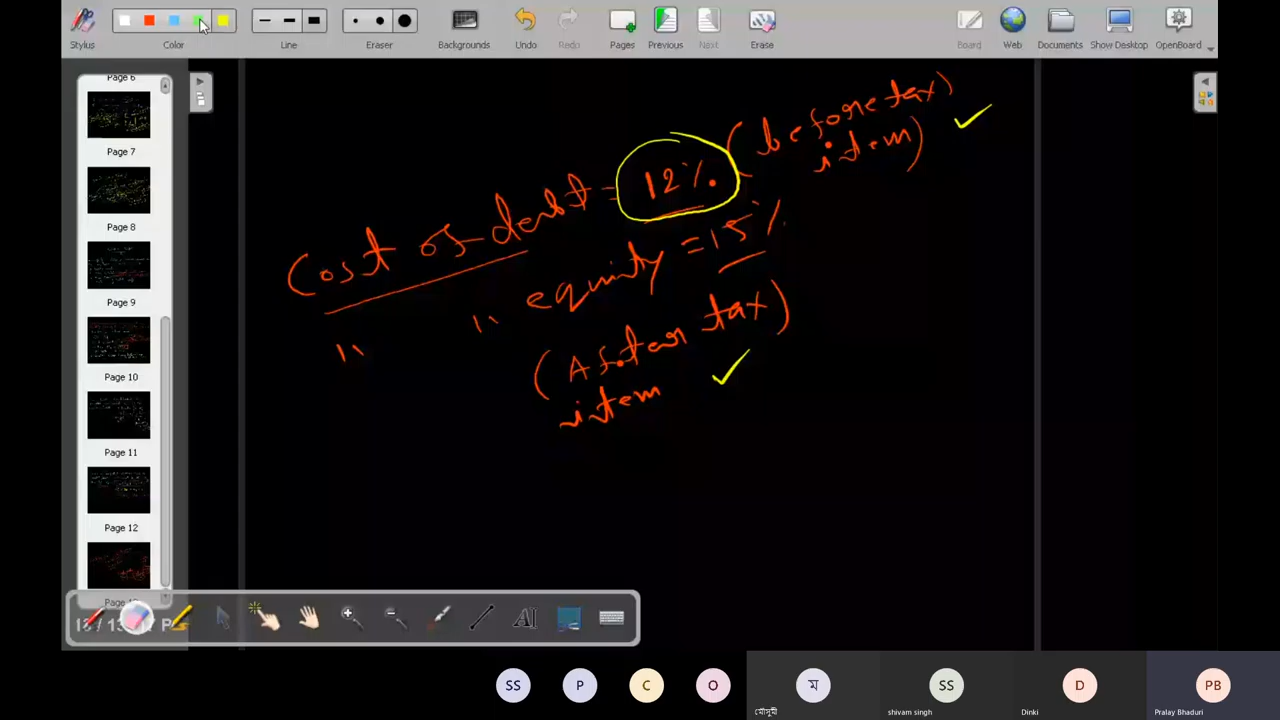 Stylus
Color
Line
Eraser
Backgrounds
Undo
Redo
Pages
Previous
Next
Erase
Board
Web
Documents
Show Desktop
OpenBoard
Page 6
Page 7
Page 8
Page 9
Page 10
Page 11
Page 12
Cost of debt = 12% (before tax item)
" " equity = 15%
(After tax)
item
SS
P
C
O
ম
SS
D
PB
মৌসুমী
shivam singh
Dinki
Pralay Bhaduri